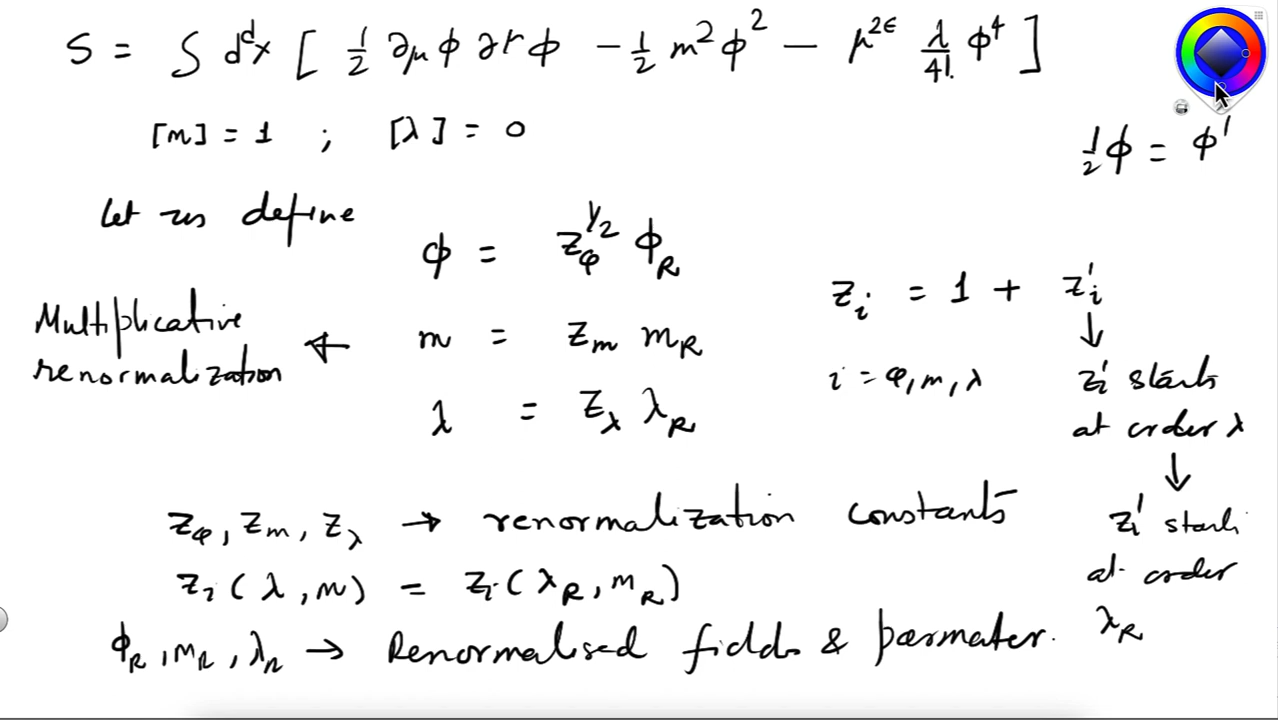 S = ∫ d^d x [ 1/2 ∂_μ φ ∂^μ φ - 1/2 m² φ² - μ^{2ε} λ/4! φ⁴ ]
[m] = 1 ; [λ] = 0
1/2 φ = φ'
Let us define
φ = Z_φ^{1/2} φ_R
Multiplicative
renormalization ← m = Z_m m_R
λ = Z_λ λ_R
Z_i = 1 + Z_i'
↓
i = φ, m, λ
Z_i' starts
at order λ
↓
Z_i' starts
at order
λ_R
Z_φ, Z_m, Z_λ → renormalization constants
Z_i (λ, m) = Z_i (λ_R, m_R)
φ_R, m_R, λ_R → Renormalised fields & parmater.